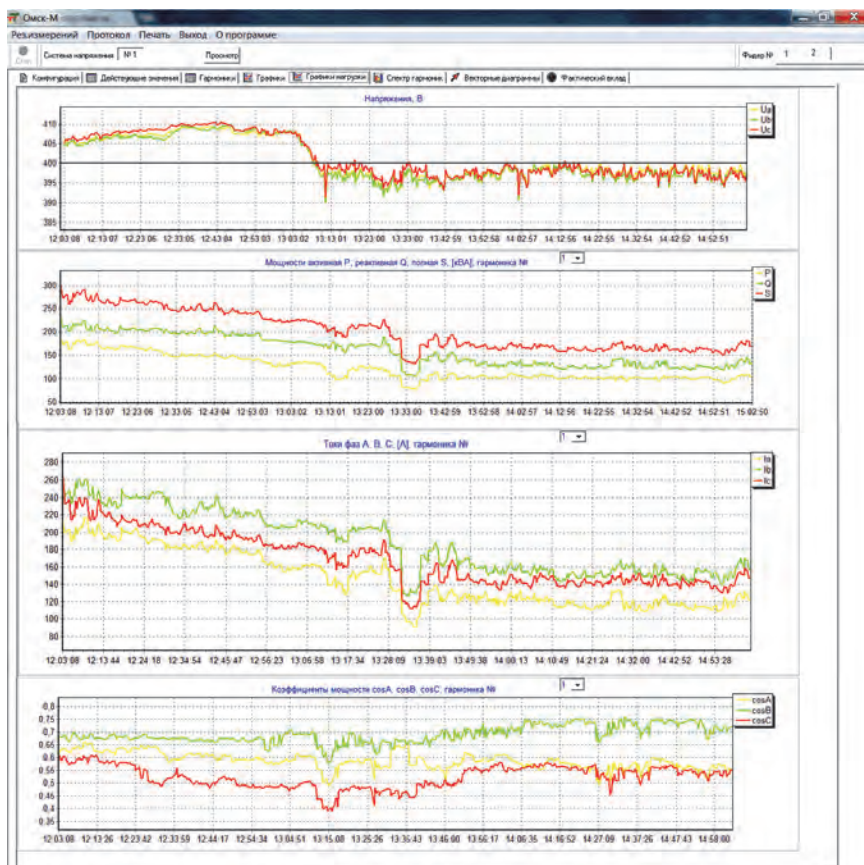 Омск-М
Рез.измерений Протокол Печать Выход О программе
Система напряжения № 1 Просмотр Фидер № 1 2
Конфигурация Действующие значения Гармоники Графики Графики нагрузки Спектр гармоник Векторные диаграммы Фактический вклад
Напряжения, В
Ua
Ub
Uc
410
405
400
395
390
385
12:03:08 12:13:07 12:23:06 12:33:05 12:43:04 12:53:03 13:03:02 13:13:01 13:23:00 13:33:00 13:42:59 13:52:58 14:02:57 14:12:56 14:22:55 14:32:54 14:42:52 14:52:51
Мощности активная P, реактивная Q, полная S, [кВА], гармоника № 1
P
Q
S
300
250
200
150
100
50
12:03:08 12:13:07 12:23:06 12:33:05 12:43:04 12:53:03 13:03:02 13:13:01 13:23:00 13:33:00 13:42:59 13:52:58 14:02:57 14:12:56 14:22:55 14:32:54 14:42:52 14:52:51 15:02:50
Токи фаз A, B, C, [A], гармоника № 1
Ia
Ib
Ic
280
260
240
220
200
180
160
140
120
100
80
12:03:08 12:13:44 12:24:18 12:34:54 12:45:47 12:56:23 13:06:58 13:17:34 13:28:09 13:39:03 13:49:38 14:00:13 14:10:49 14:21:24 14:32:00 14:42:52 14:53:28
Коэффициенты мощности cosA, cosB, cosC, гармоника № 1
cosA
cosB
cosC
0,8
0,75
0,7
0,65
0,6
0,55
0,5
0,45
0,4
0,35
12:03:08 12:13:26 12:23:42 12:33:59 12:44:17 12:54:34 13:04:51 13:15:08 13:25:26 13:35:43 13:46:00 13:56:17 14:06:35 14:16:52 14:27:09 14:37:26 14:47:43 14:58:00